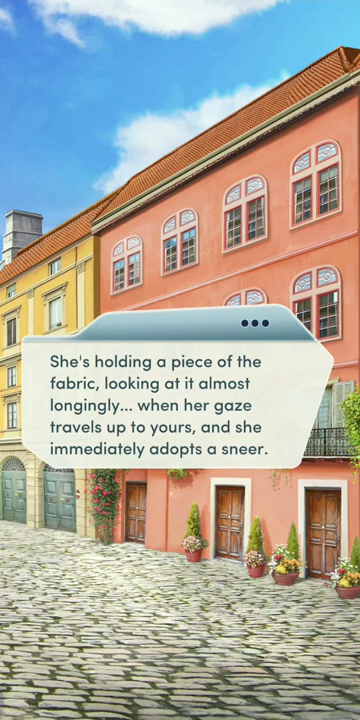 She's holding a piece of the
fabric, looking at it almost
longingly... when her gaze
travels up to yours, and she
immediately adopts a sneer.